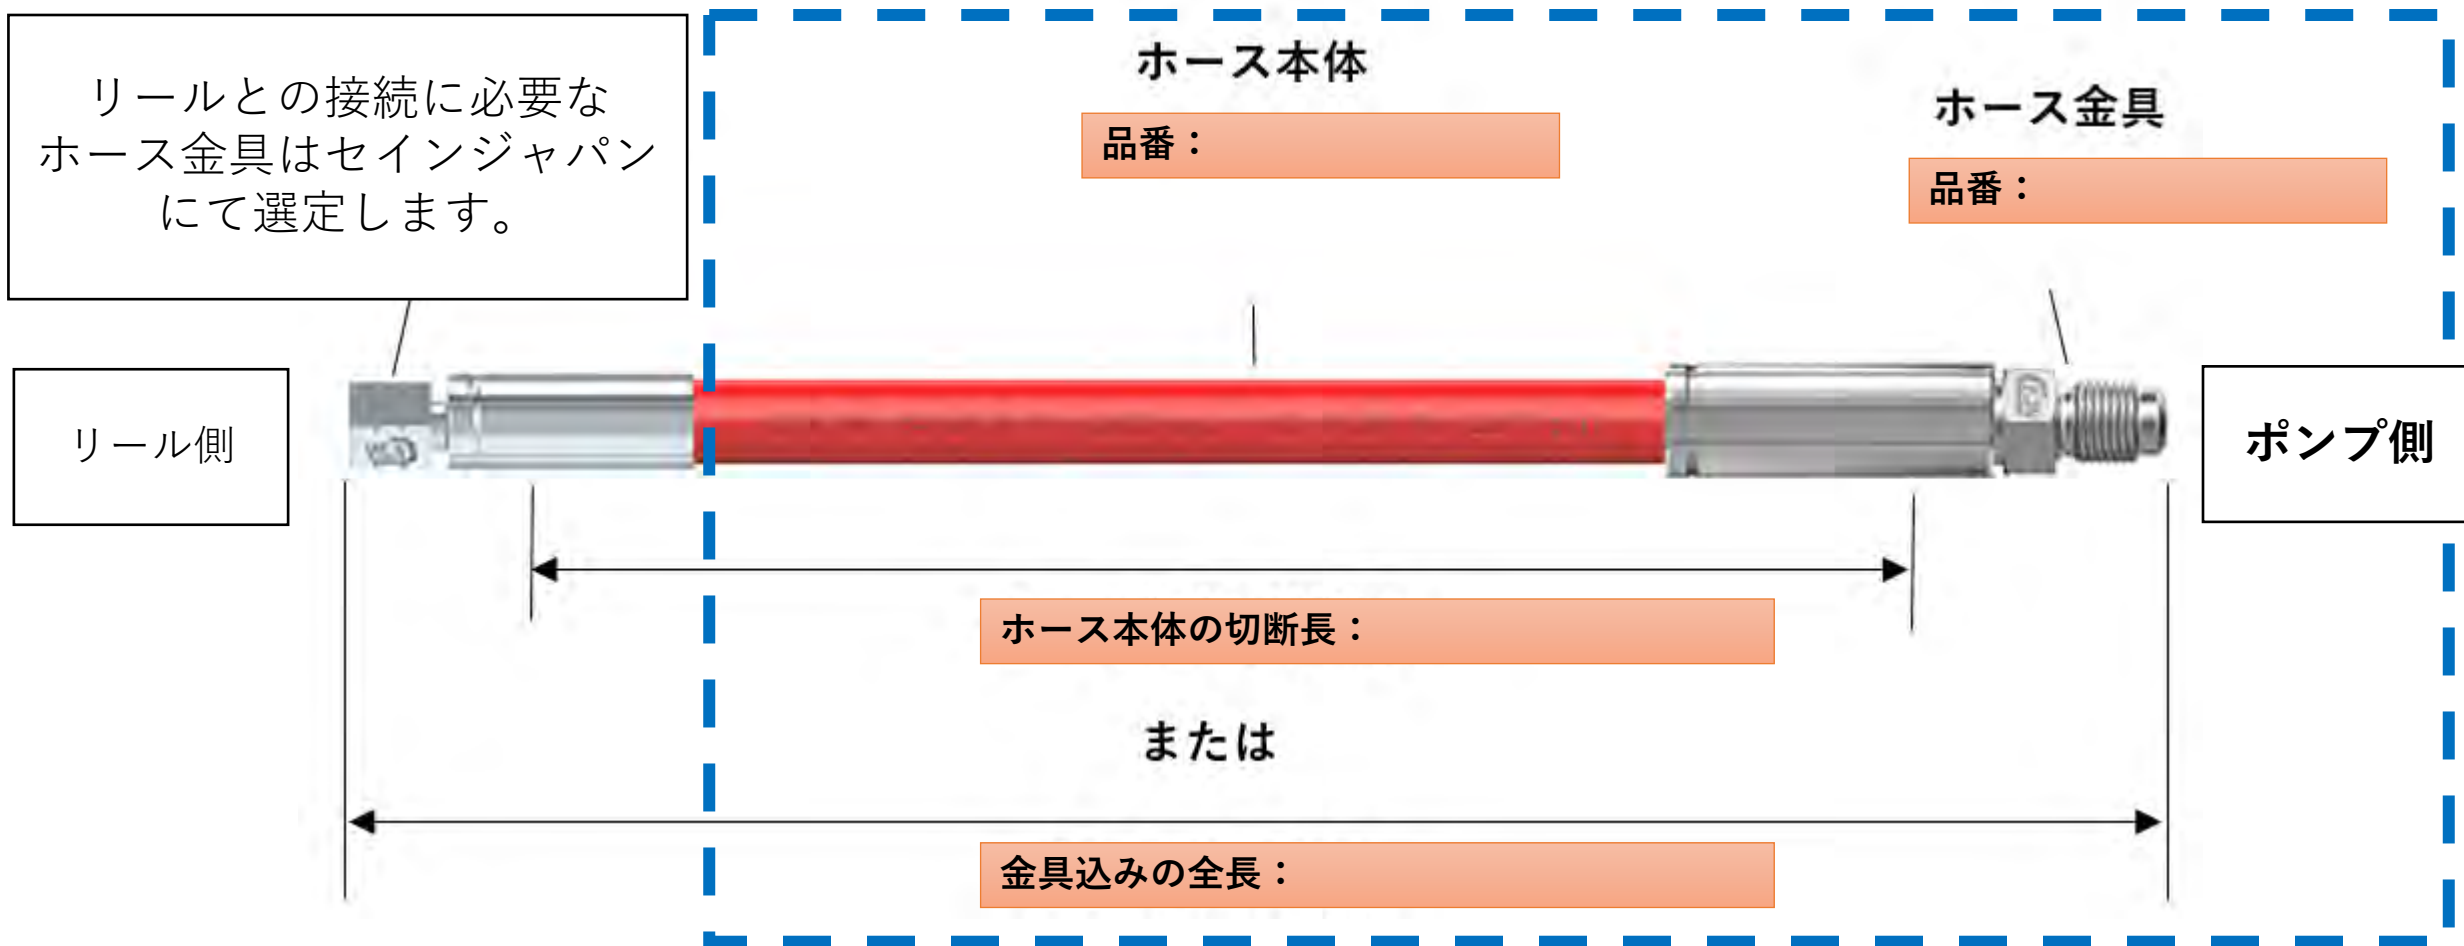 リールとの接続に必要な
ホース金具はセインジャパン
にて選定します。
ホース本体
品番：
ホース金具
品番：
リール側
ポンプ側
ホース本体の切断長：
または
金具込みの全長：